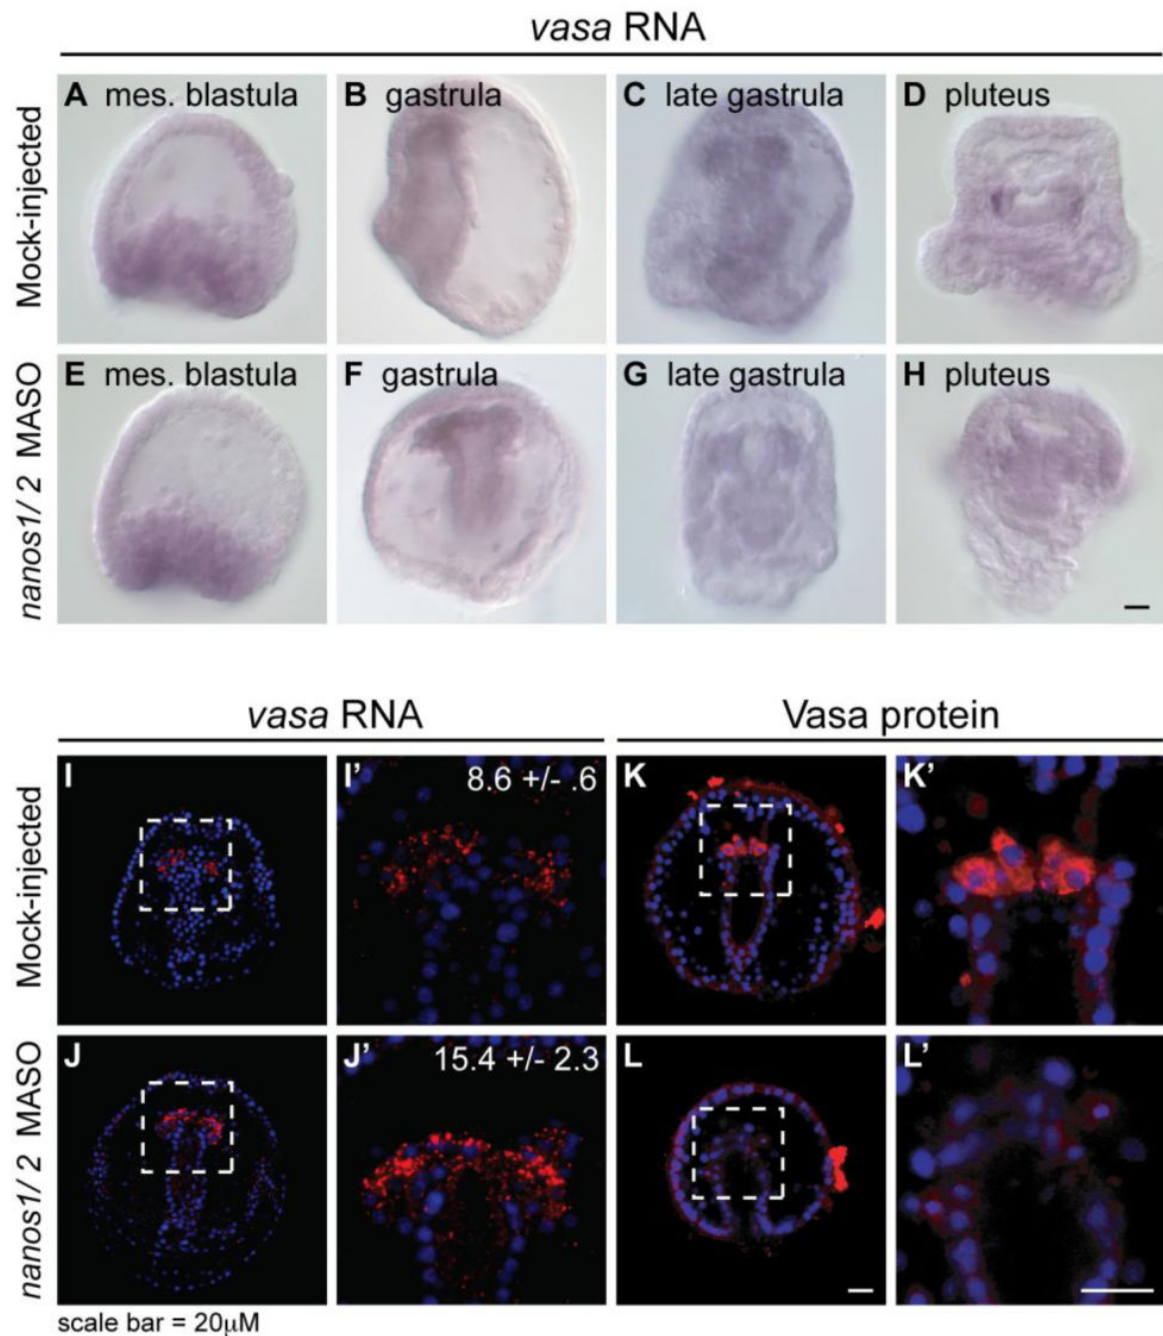 vasa RNA
Mock-injected
A mes. blastula
B gastrula
C late gastrula
D pluteus
nanos1/ 2 MASO
E mes. blastula
F gastrula
G late gastrula
H pluteus
vasa RNA
Vasa protein
Mock-injected
I
I’ 8.6 +/- .6
K
K’
nanos1/ 2 MASO
J
J’ 15.4 +/- 2.3
L
L’
scale bar = 20μM